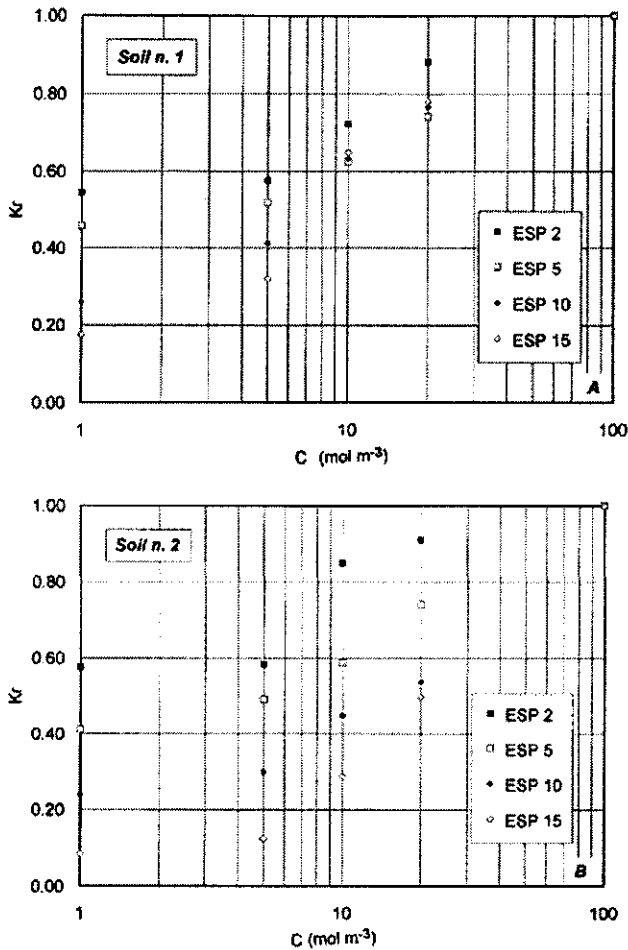 1.00
Soil n. 1
0.80
0.60
Kr
0.40
0.20
0.00
ESP 2
ESP 5
ESP 10
ESP 15
A
1
10
100
C (mol m-3)
1.00
Soil n. 2
0.80
0.60
Kr
0.40
0.20
0.00
ESP 2
ESP 5
ESP 10
ESP 15
B
1
10
100
C (mol m-3)